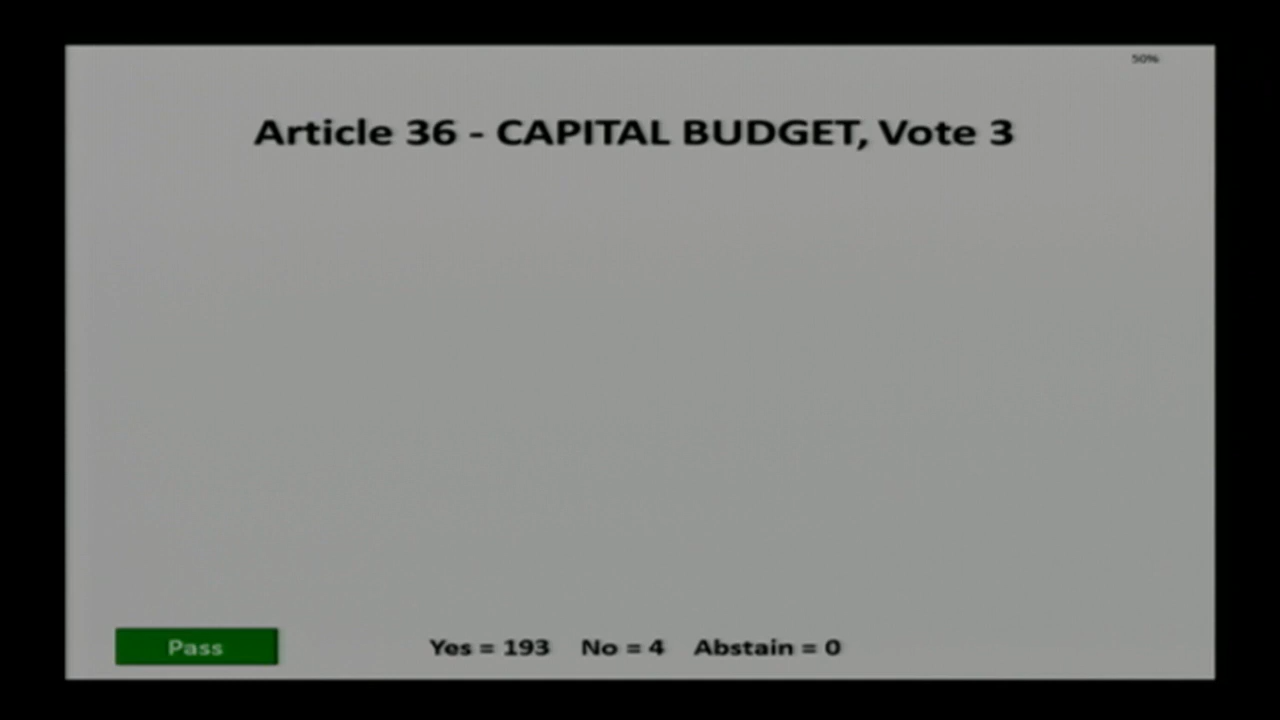 50%
Article 36 - CAPITAL BUDGET, Vote 3
Pass
Yes = 193 No = 4 Abstain = 0